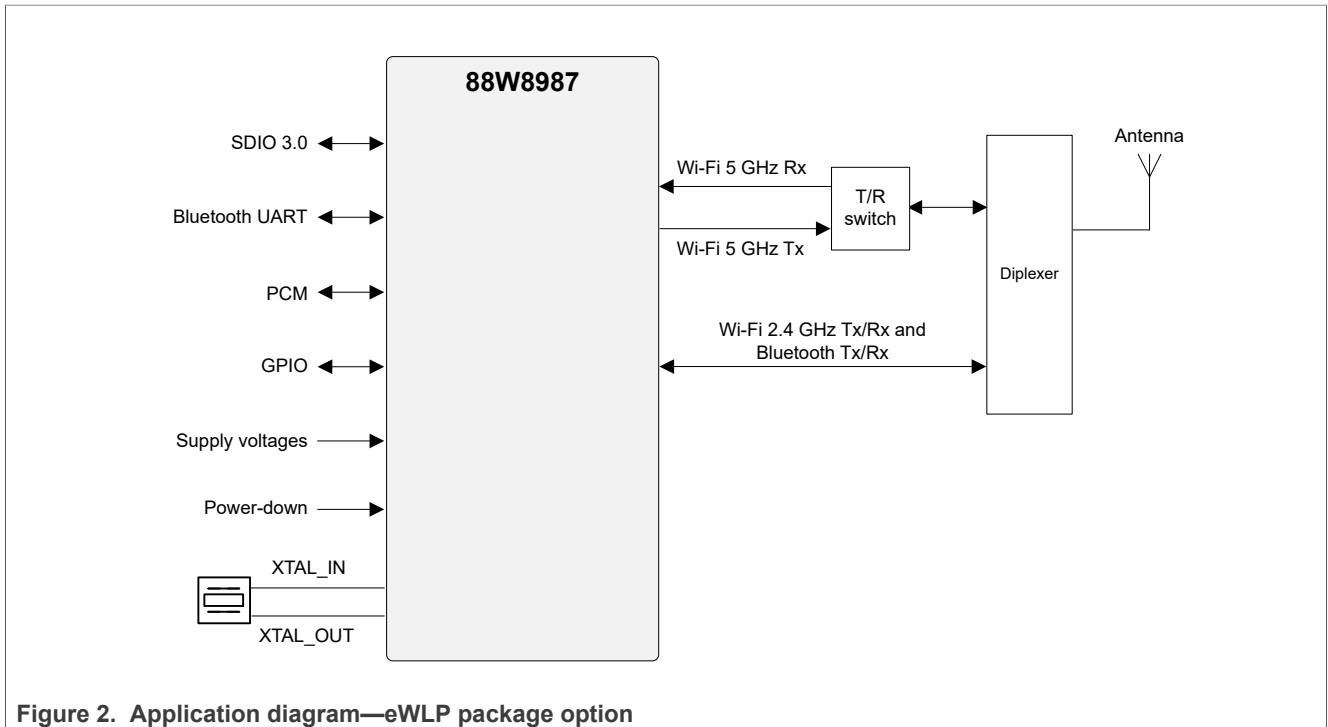 88W8987
SDIO 3.0
Bluetooth UART
PCM
GPIO
Supply voltages
Power-down
XTAL_IN
XTAL_OUT
Wi-Fi 5 GHz Rx
Wi-Fi 5 GHz Tx
T/R
switch
Wi-Fi 2.4 GHz Tx/Rx and
Bluetooth Tx/Rx
Diplexer
Antenna
Figure 2. Application diagram—eWLP package option